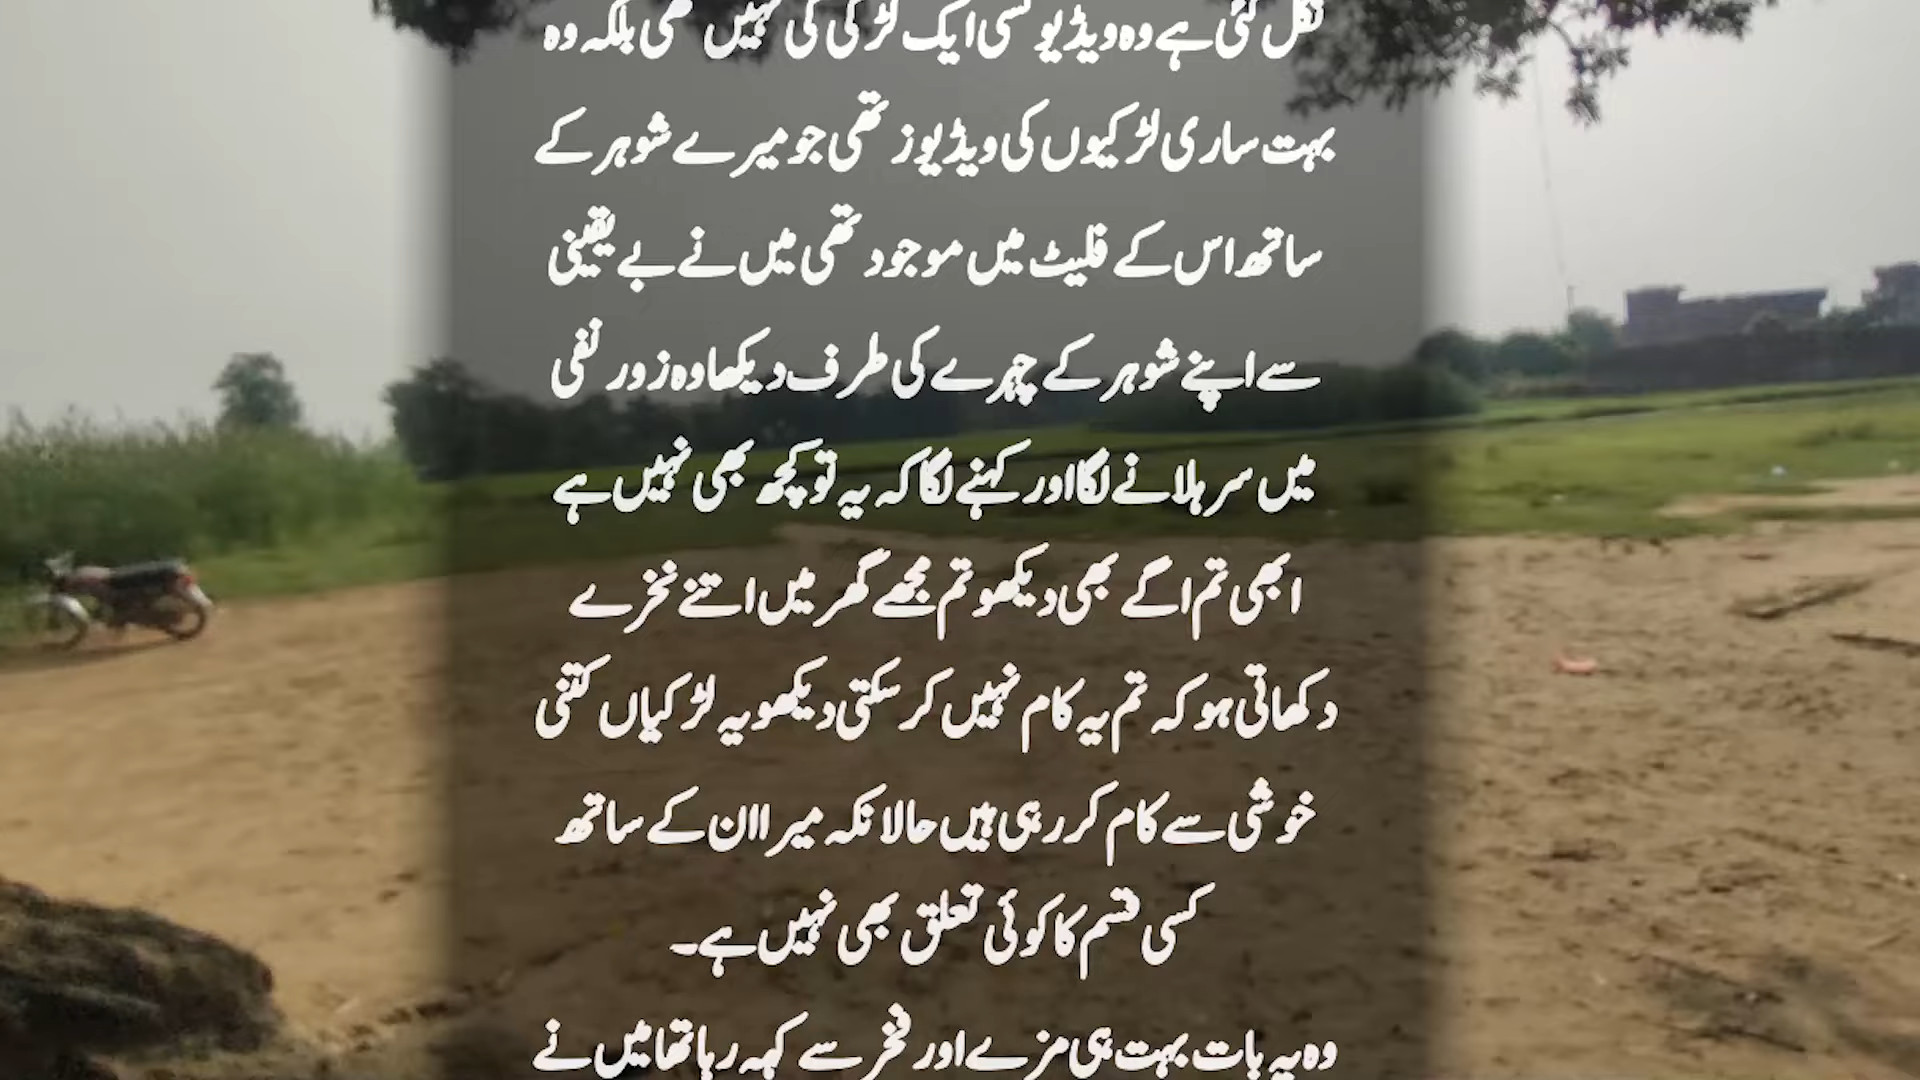 نکل گئی ہے وہ ویڈیو کسی ایک لڑکی کی نہیں تھی بلکہ وہ
بہت ساری لڑکیوں کی ویڈیوز تھی جو میرے شوہر کے
ساتھ اس کے فلیٹ میں موجود تھی میں نے بے یقینی
سے اپنے شوہر کے چہرے کی طرف دیکھا وہ زور نفی
میں سر ہلانے لگا اور کہنے لگا کہ یہ تو کچھ بھی نہیں ہے
ابھی تم اگے بھی دیکھو تم مجھے گھر میں اتنے نخرے
دکھاتی ہو کہ تم یہ کام نہیں کر سکتی دیکھو یہ لڑکیاں کتنی
خوشی سے کام کر رہی ہیں حالانکہ میرا ان کے ساتھ
کسی قسم کا کوئی تعلق بھی نہیں ہے۔
وہ یہ بات بہت ہی مزے اور فخر سے کہہ رہا تھا میں نے